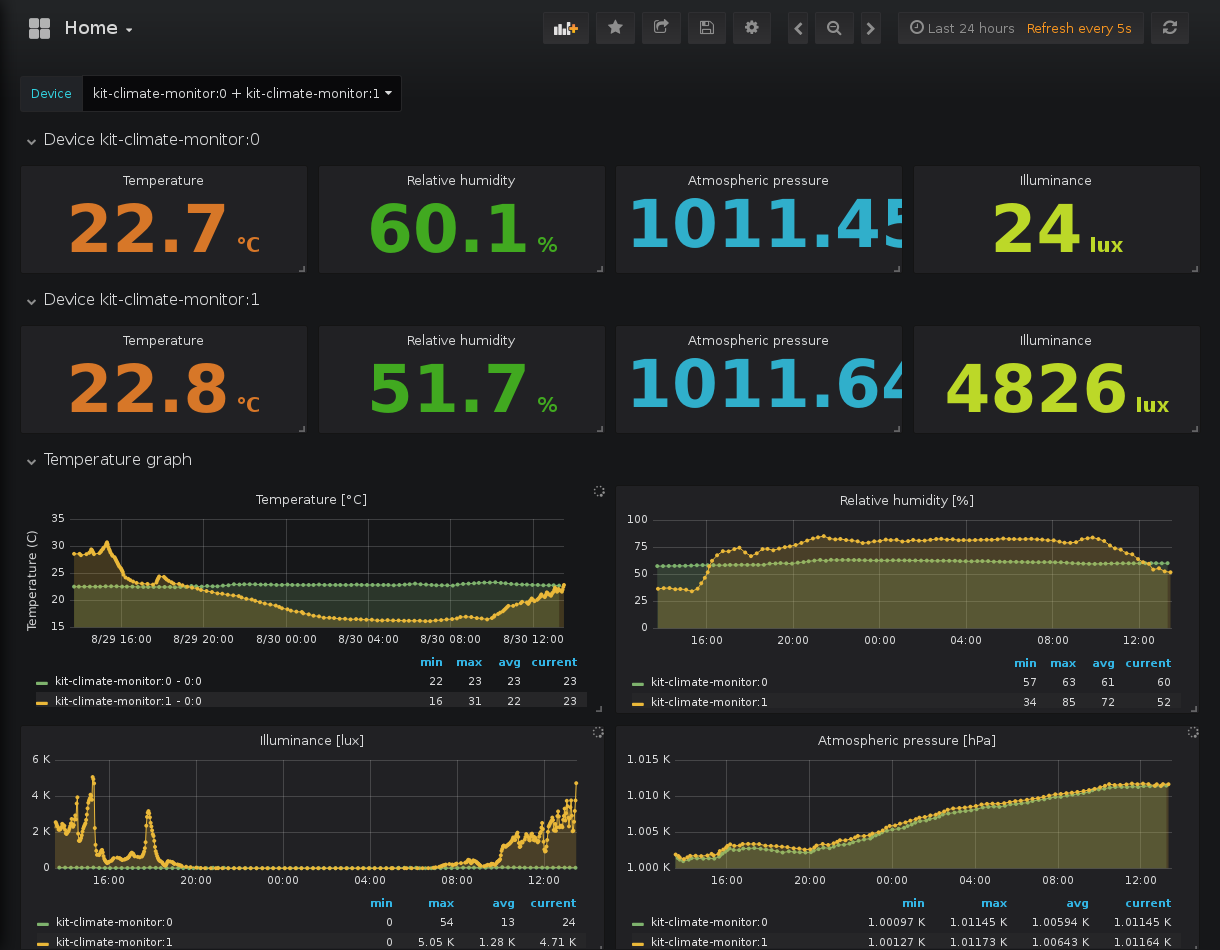 Home
Last 24 hours Refresh every 5s
Device kit-climate-monitor:0 + kit-climate-monitor:1
Device kit-climate-monitor:0
Temperature Relative humidity Atmospheric pressure Illuminance
22.7 °C 60.1 % 1011.45 24 lux
Device kit-climate-monitor:1
Temperature Relative humidity Atmospheric pressure Illuminance
22.8 °C 51.7 % 1011.64 4826 lux
Temperature graph
Temperature [°C]
Temperature (C)
35
30
25
20
15
8/29 16:00 8/29 20:00 8/30 00:00 8/30 04:00 8/30 08:00 8/30 12:00
min max avg current
kit-climate-monitor:0 - 0:0 22 23 23 23
kit-climate-monitor:1 - 0:0 16 31 22 23
Relative humidity [%]
100
75
50
25
0
16:00 20:00 00:00 04:00 08:00 12:00
min max avg current
kit-climate-monitor:0 57 63 61 60
kit-climate-monitor:1 34 85 72 52
Illuminance [lux]
6 K
4 K
2 K
0
16:00 20:00 00:00 04:00 08:00 12:00
min max avg current
kit-climate-monitor:0 0 54 13 24
kit-climate-monitor:1 0 5.05 K 1.28 K 4.71 K
Atmospheric pressure [hPa]
1.015 K
1.010 K
1.005 K
1.000 K
16:00 20:00 00:00 04:00 08:00 12:00
min max avg current
kit-climate-monitor:0 1.00097 K 1.01145 K 1.00594 K 1.01145 K
kit-climate-monitor:1 1.00127 K 1.01173 K 1.00643 K 1.01164 K